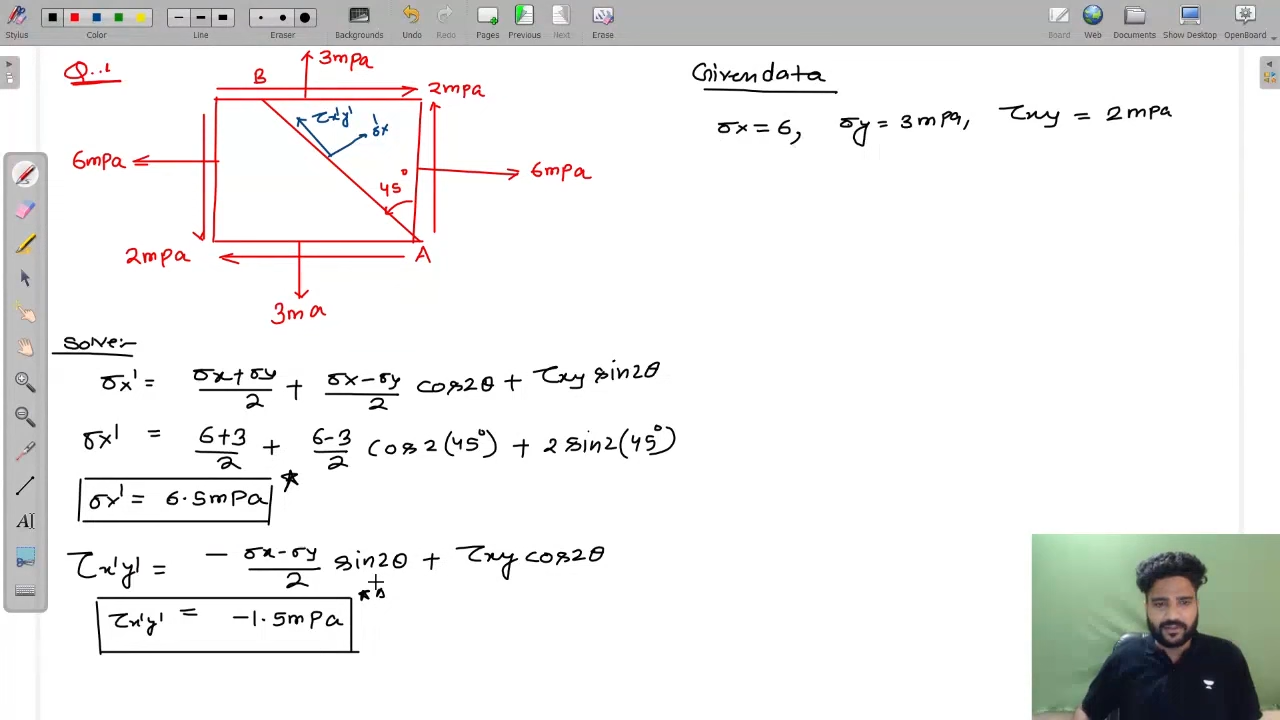 Stylus
Color
Line
Eraser
Backgrounds
Undo
Redo
Pages
Previous
Next
Erase
Board
Web
Documents
Show Desktop
OpenBoard
Q..1
B
3mpa
2mpa
τx'y'
σx'
6mpa
45°
6mpa
2mpa
A
3m a
Given data
σx = 6, σy = 3mpa, τxy = 2mpa
Solve:-
σx' = σx+σy/2 + σx-σy/2 cos2θ + τxy sin2θ
σx' = 6+3/2 + 6-3/2 cos2(45°) + 2 sin2(45°)
σx' = 6.5mPa ★
τx'y' = - σx-σy/2 sin2θ + τxy cos2θ
τx'y' = -1.5mPa